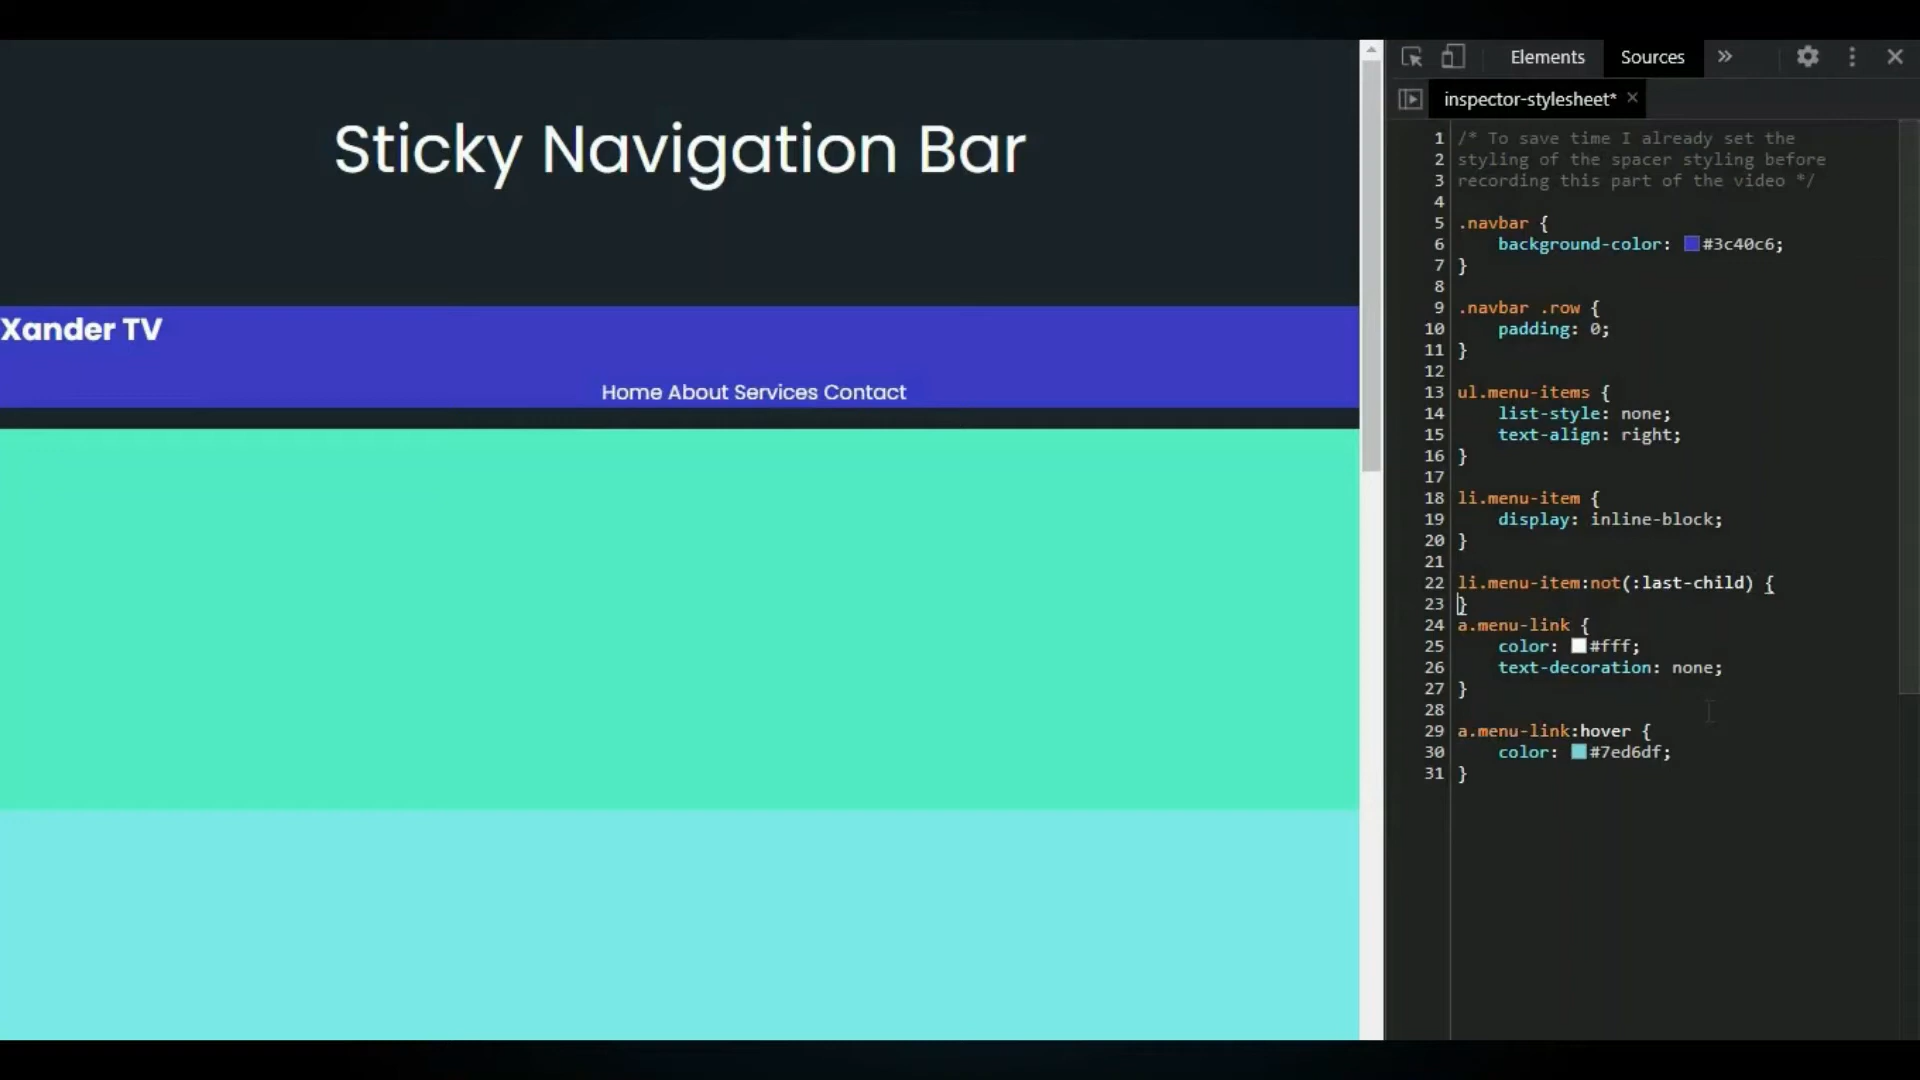 Sticky Navigation Bar
Xander TV
Home About Services Contact
Elements Sources
inspector-stylesheet*
1 /* To save time I already set the
2 styling of the spacer styling before
3 recording this part of the video */
4
5 .navbar {
6 background-color: #3c40c6;
7 }
8
9 .navbar .row {
10 padding: 0;
11 }
12
13 ul.menu-items {
14 list-style: none;
15 text-align: right;
16 }
17
18 li.menu-item {
19 display: inline-block;
20 }
21
22 li.menu-item:not(:last-child) {
23 }
24 a.menu-link {
25 color: #fff;
26 text-decoration: none;
27 }
28
29 a.menu-link:hover {
30 color: #7ed6df;
31 }